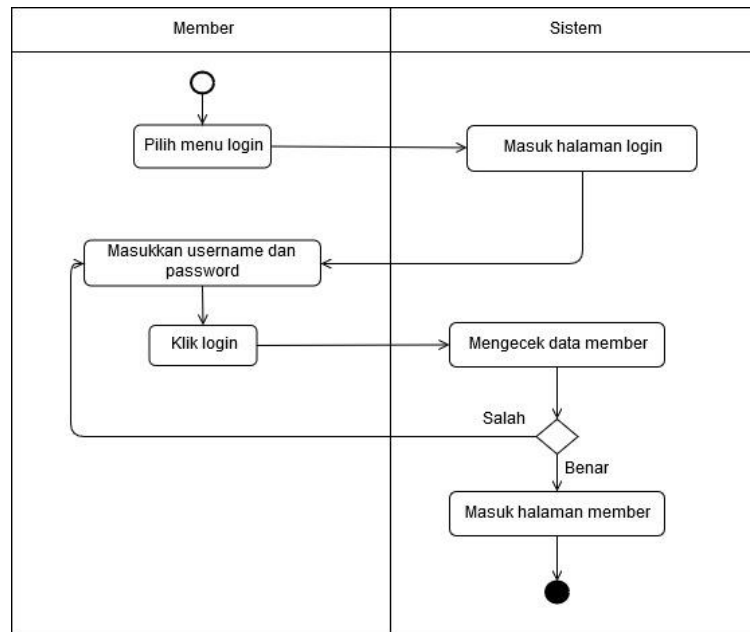 Member
Sistem
Pilih menu login
Masuk halaman login
Masukkan username dan
password
Klik login
Mengecek data member
Salah
Benar
Masuk halaman member